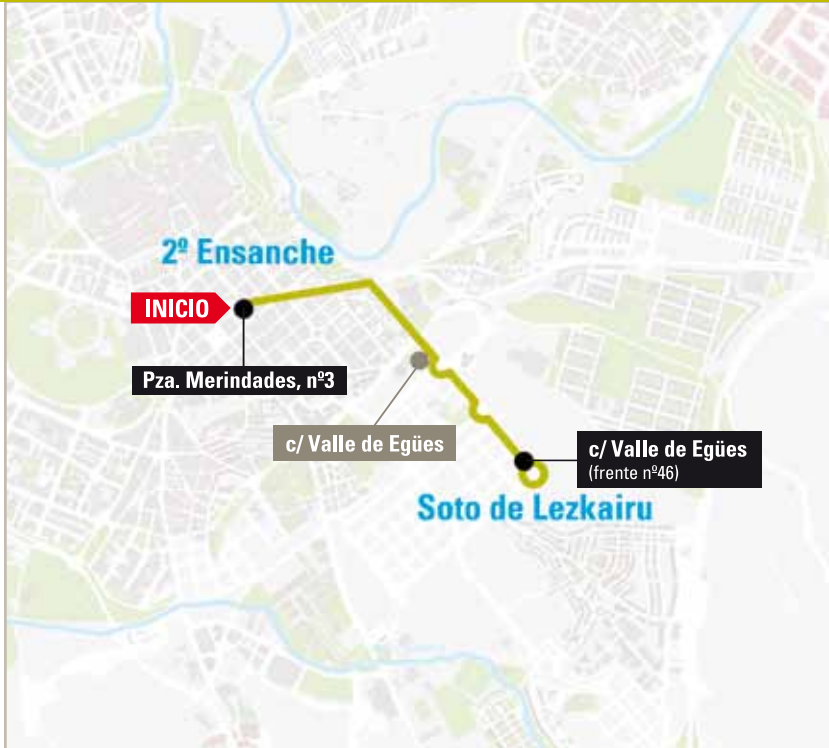 2º Ensanche
INICIO
Pza. Merindades, nº3
c/ Valle de Egües
c/ Valle de Egües
(frente nº46)
Soto de Lezkairu